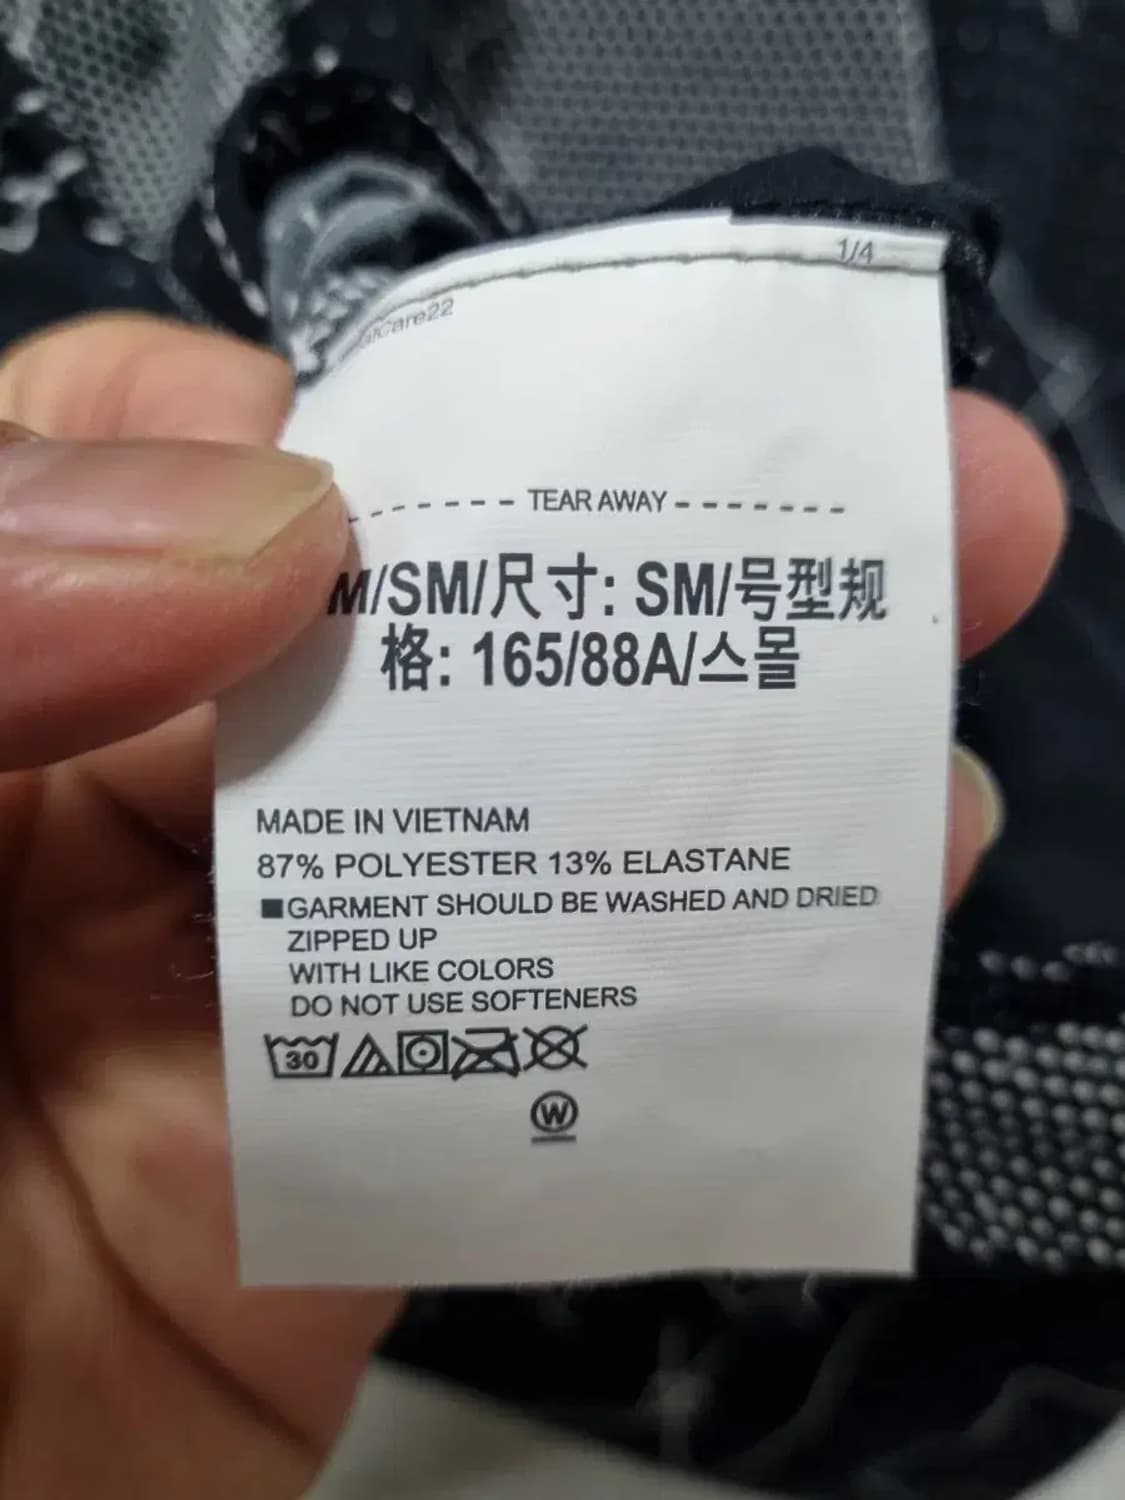 1/4
alCare22
TEAR AWAY
M/SM/尺寸: SM/号型规
格: 165/88A/스몰
MADE IN VIETNAM
87% POLYESTER 13% ELASTANE
■GARMENT SHOULD BE WASHED AND DRIED
ZIPPED UP
WITH LIKE COLORS
DO NOT USE SOFTENERS
30
W